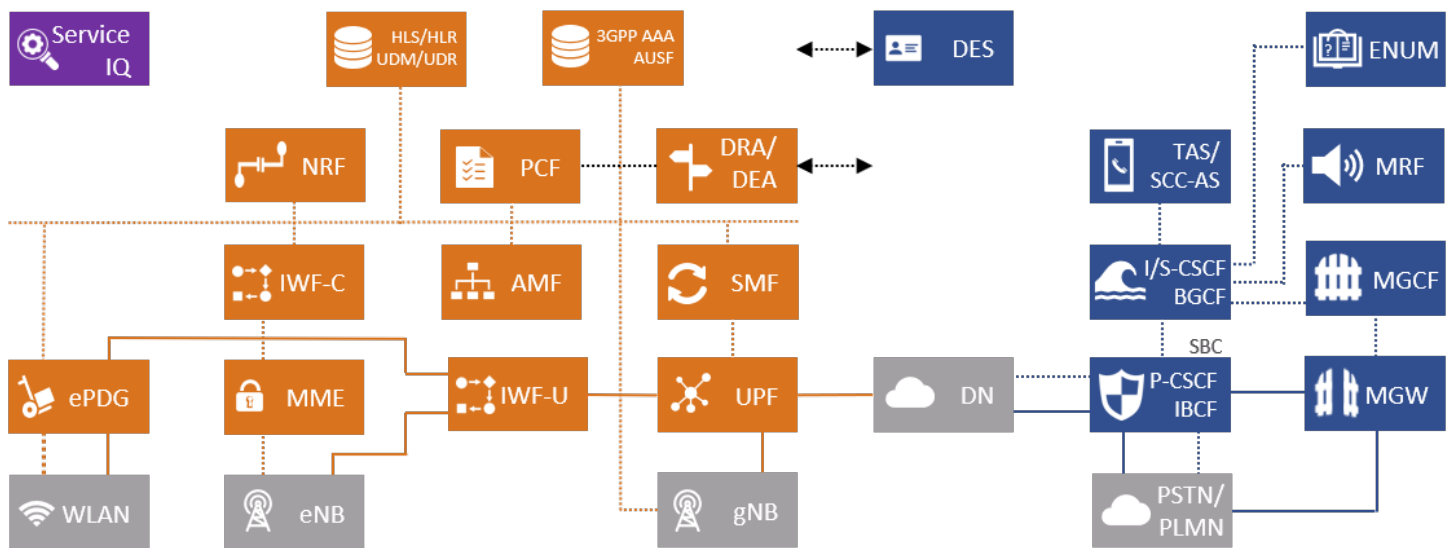 Service
IQ
HLS/HLR
UDM/UDR
3GPP AAA
AUSF
DES
ENUM
NRF
PCF
DRA/
DEA
TAS/
SCC-AS
MRF
IWF-C
AMF
SMF
I/S-CSCF
BGCF
MGCF
SBC
ePDG
MME
IWF-U
UPF
DN
P-CSCF
IBCF
MGW
WLAN
eNB
gNB
PSTN/
PLMN